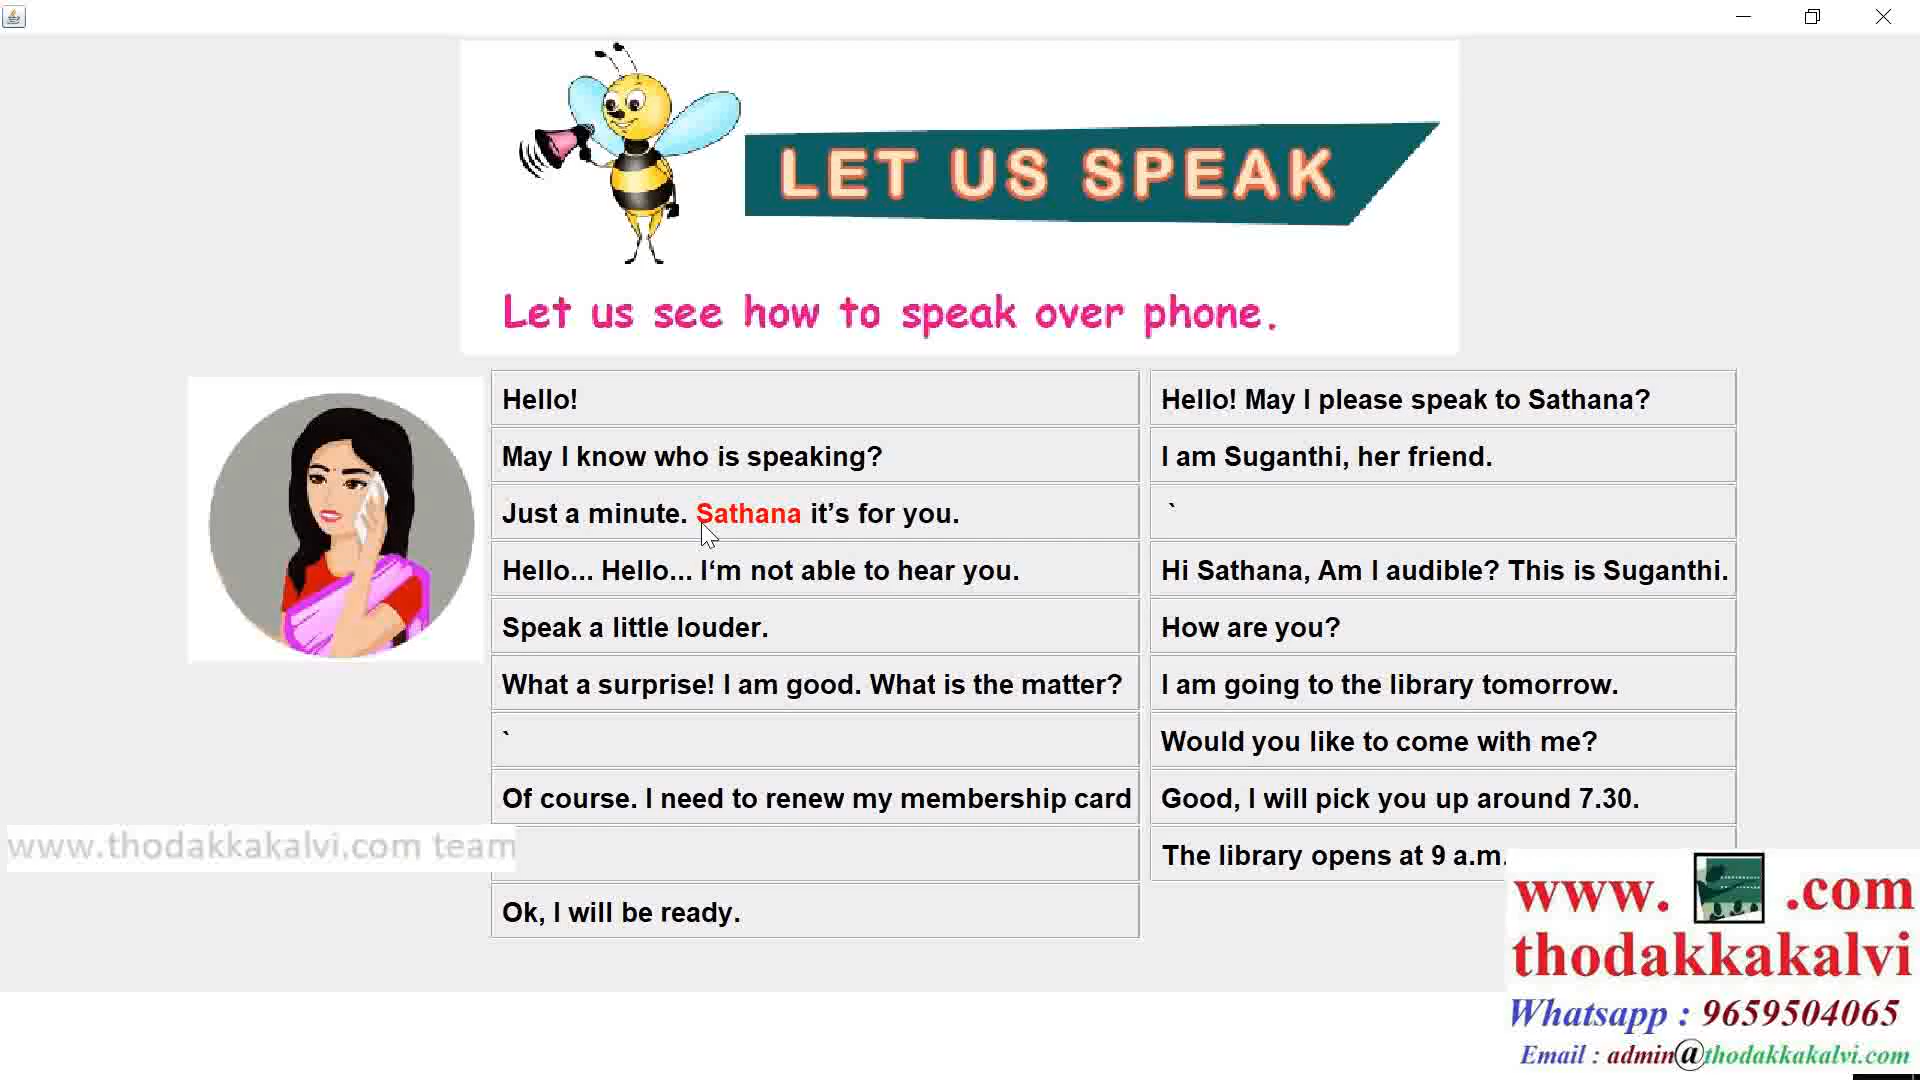 LET US SPEAK
Let us see how to speak over phone.
Hello!
Hello! May I please speak to Sathana?
May I know who is speaking?
I am Suganthi, her friend.
Just a minute. Sathana it’s for you.
`
Hello... Hello... I‘m not able to hear you.
Hi Sathana, Am I audible? This is Suganthi.
Speak a little louder.
How are you?
What a surprise! I am good. What is the matter?
I am going to the library tomorrow.
`
Would you like to come with me?
Of course. I need to renew my membership card
Good, I will pick you up around 7.30.
www.thodakkakalvi.com team
The library opens at 9 a.m.
Ok, I will be ready.
www. .com
thodakkakalvi
Whatsapp : 9659504065
Email : admin@thodakkakalvi.com